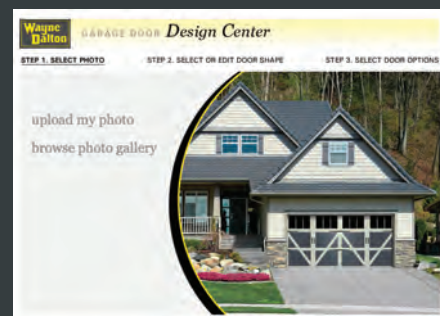 Wayne
Dalton
GARAGE DOOR Design Center
STEP 1. SELECT PHOTO STEP 2. SELECT OR EDIT DOOR SHAPE STEP 3. SELECT DOOR OPTIONS
upload my photo
browse photo gallery